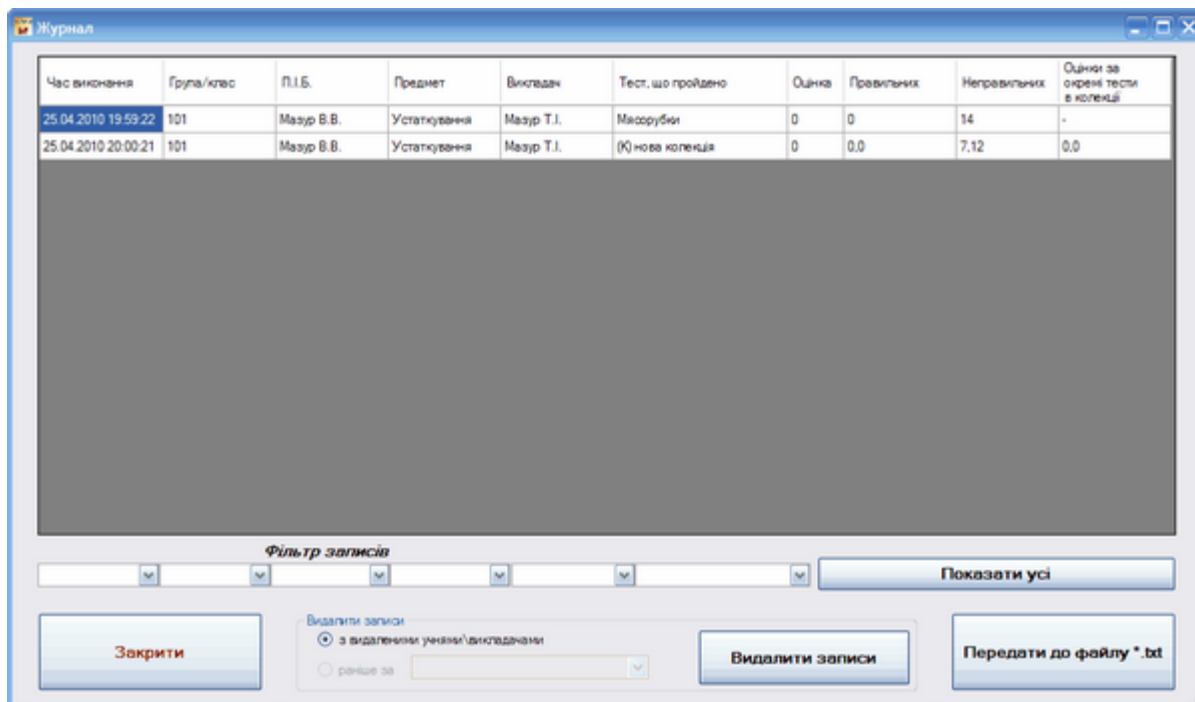 Журнал
Час виконання Група/клас П.І.Б. Предмет Викладач Тест, що пройдено Оцінка Правильних Неправильних Оцінки за окремі тести в колекції
25.04.2010 19:59:22 101 Мазур В.В. Устаткування Мазур Т.І. Мясорубки 0 0 14 -
25.04.2010 20:00:21 101 Мазур В.В. Устаткування Мазур Т.І. (К) нова колекція 0 0,0 7,12 0,0
Фільтр записів
Показати усі
Закрити
Видалити записи
з видаленими учнями\викладачами
раніше за
Видалити записи
Передати до файлу *.txt